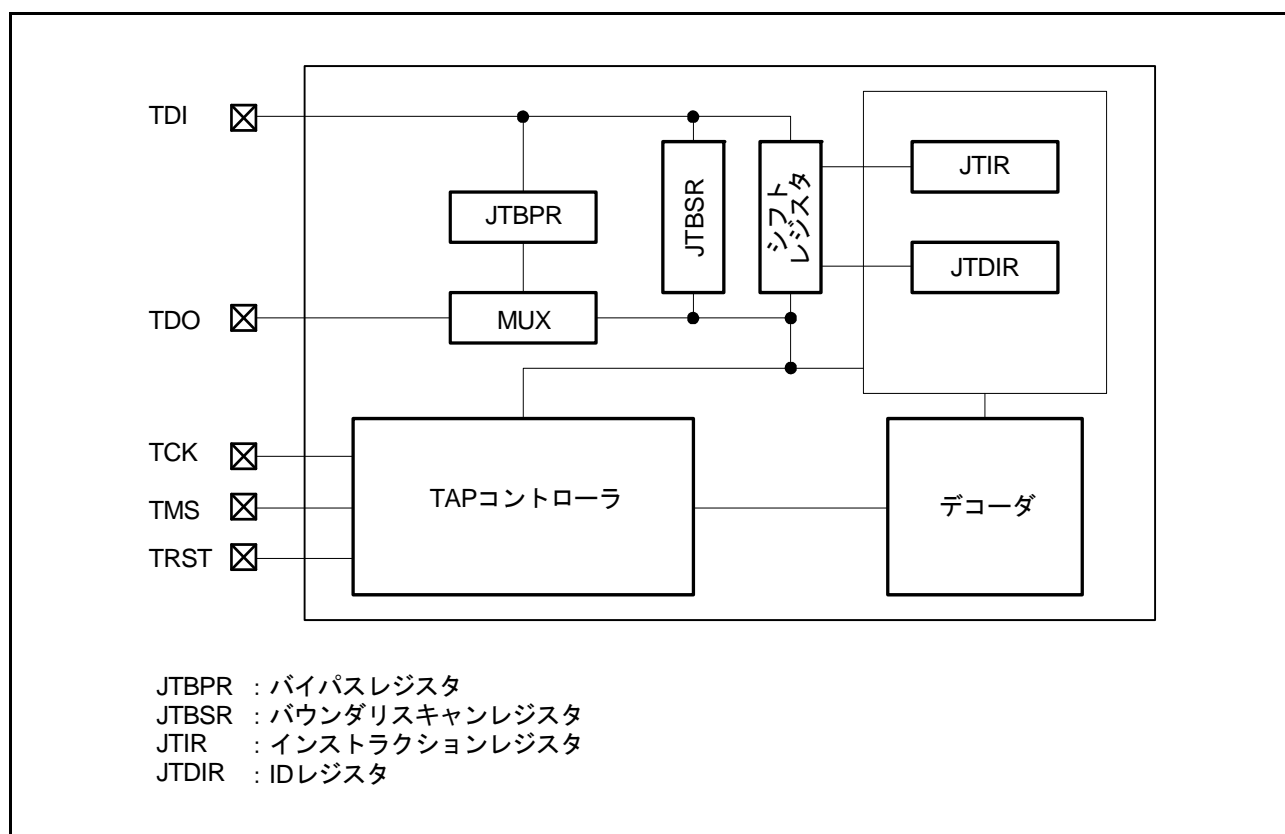 TDI
JTIR
JTBPR
JTBSR
シフト
レジスタ
JTDIR
TDO
MUX
TCK
TMS
TRST
TAPコントローラ
デコーダ
JTBPR : バイパスレジスタ
JTBSR : バウンダリスキャンレジスタ
JTIR : インストラクションレジスタ
JTDIR : IDレジスタ